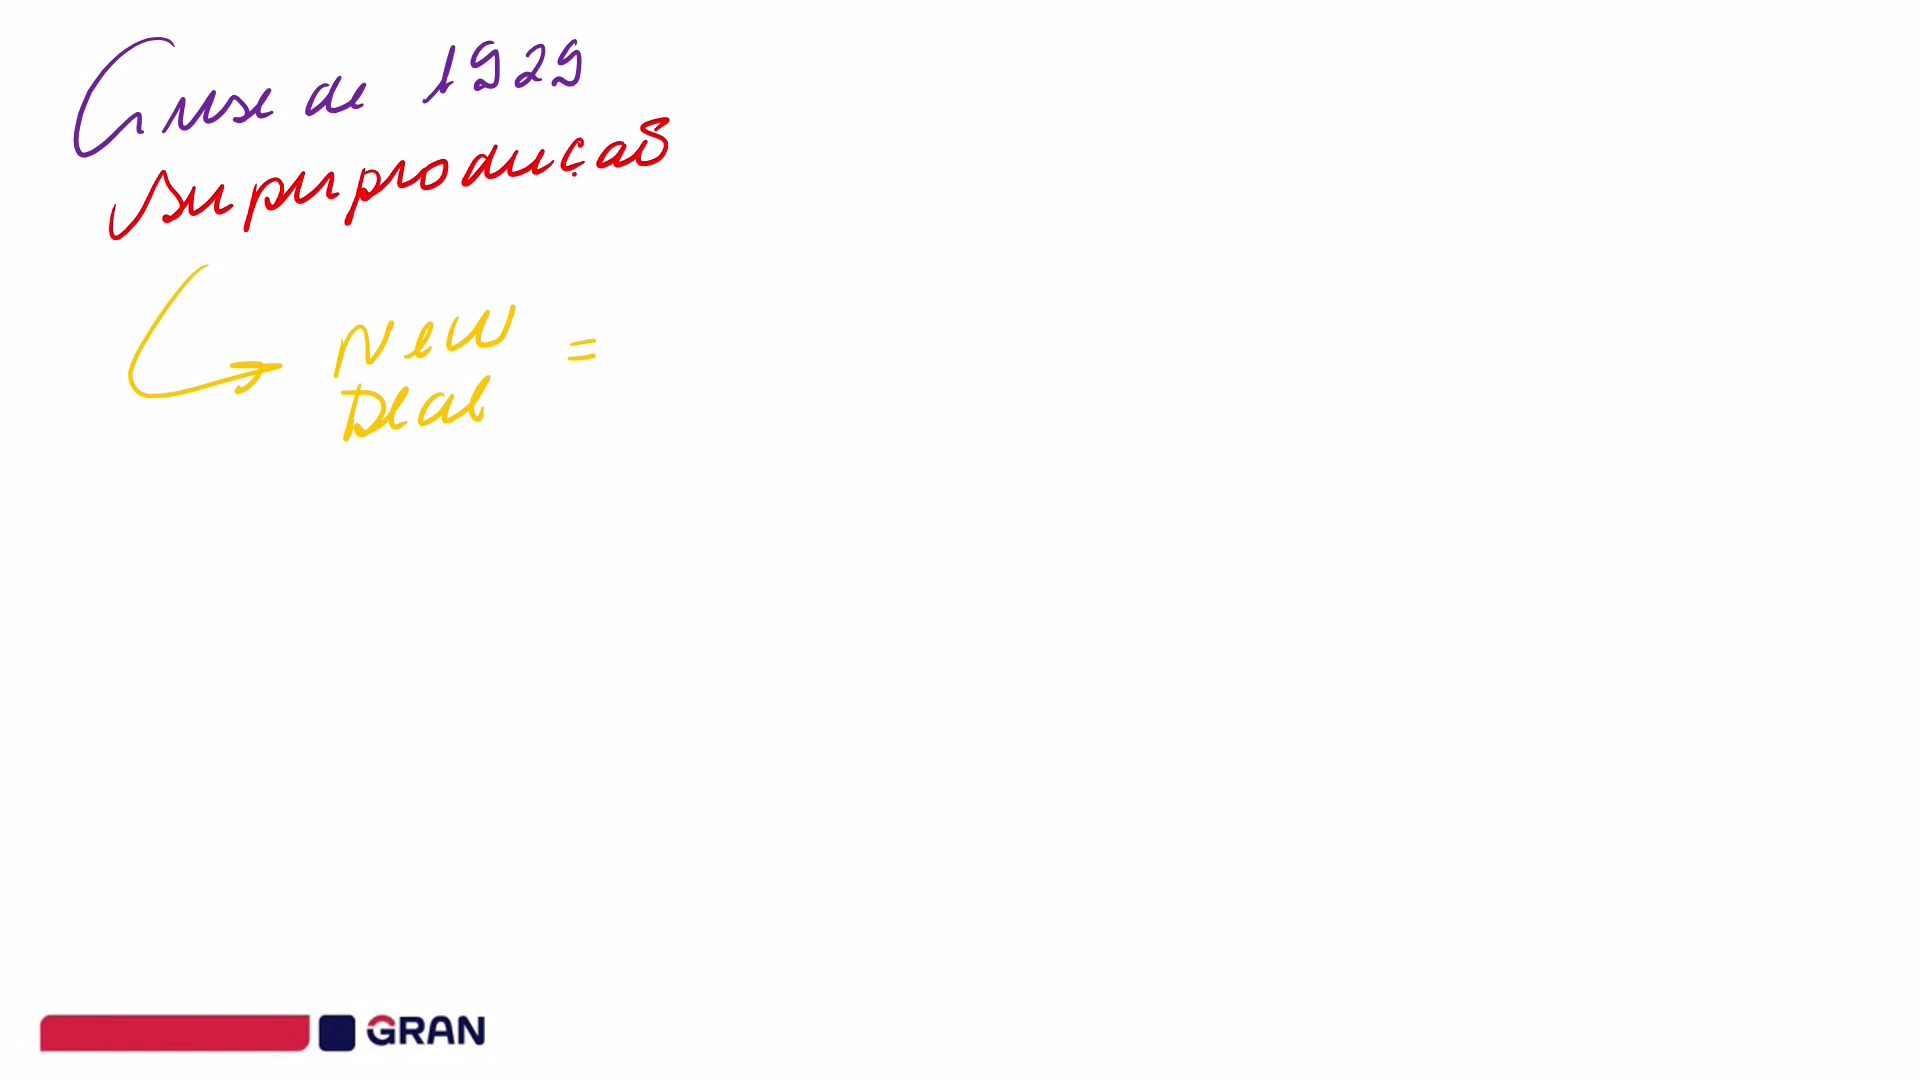 Crise de 1929
superprodução
New =
Deal
GRAN